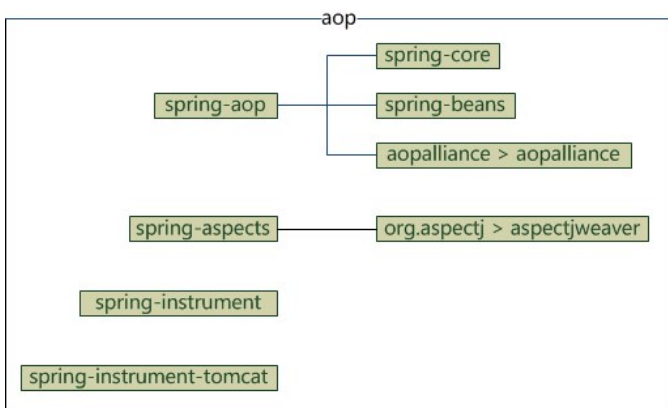 aop
spring-core
spring-aop
spring-beans
aopalliance > aopalliance
spring-aspects
org.aspectj > aspectjweaver
spring-instrument
spring-instrument-tomcat